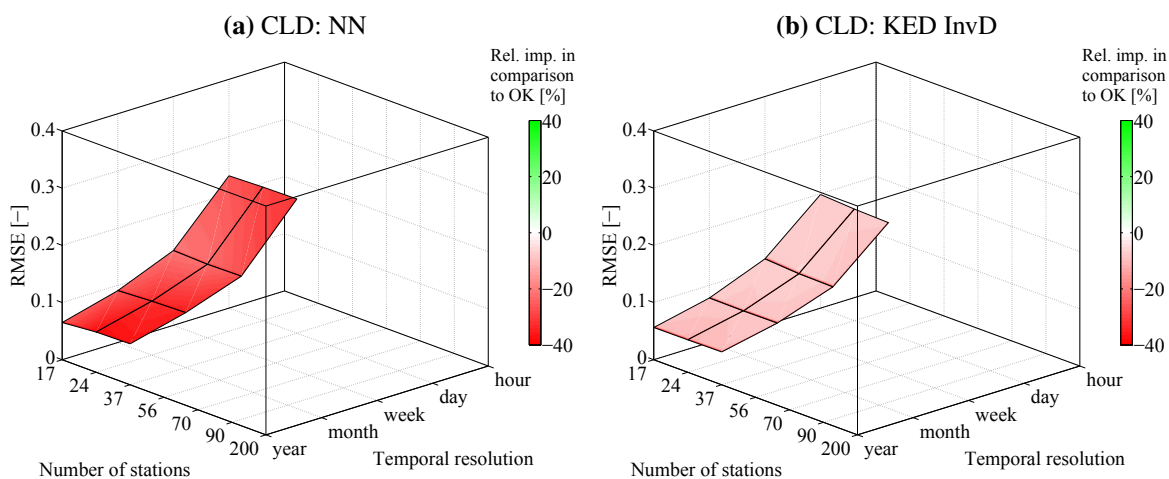 (a) CLD: NN
Rel. imp. in
comparison
to OK [%]
40
20
0
−20
−40
0.4
0.3
0.2
0.1
0
RMSE [−]
17
24
37
56
70
90
200
Number of stations
year
month
week
day
hour
Temporal resolution
(b) CLD: KED InvD
Rel. imp. in
comparison
to OK [%]
40
20
0
−20
−40
0.4
0.3
0.2
0.1
0
RMSE [−]
17
24
37
56
70
90
200
Number of stations
year
month
week
day
hour
Temporal resolution